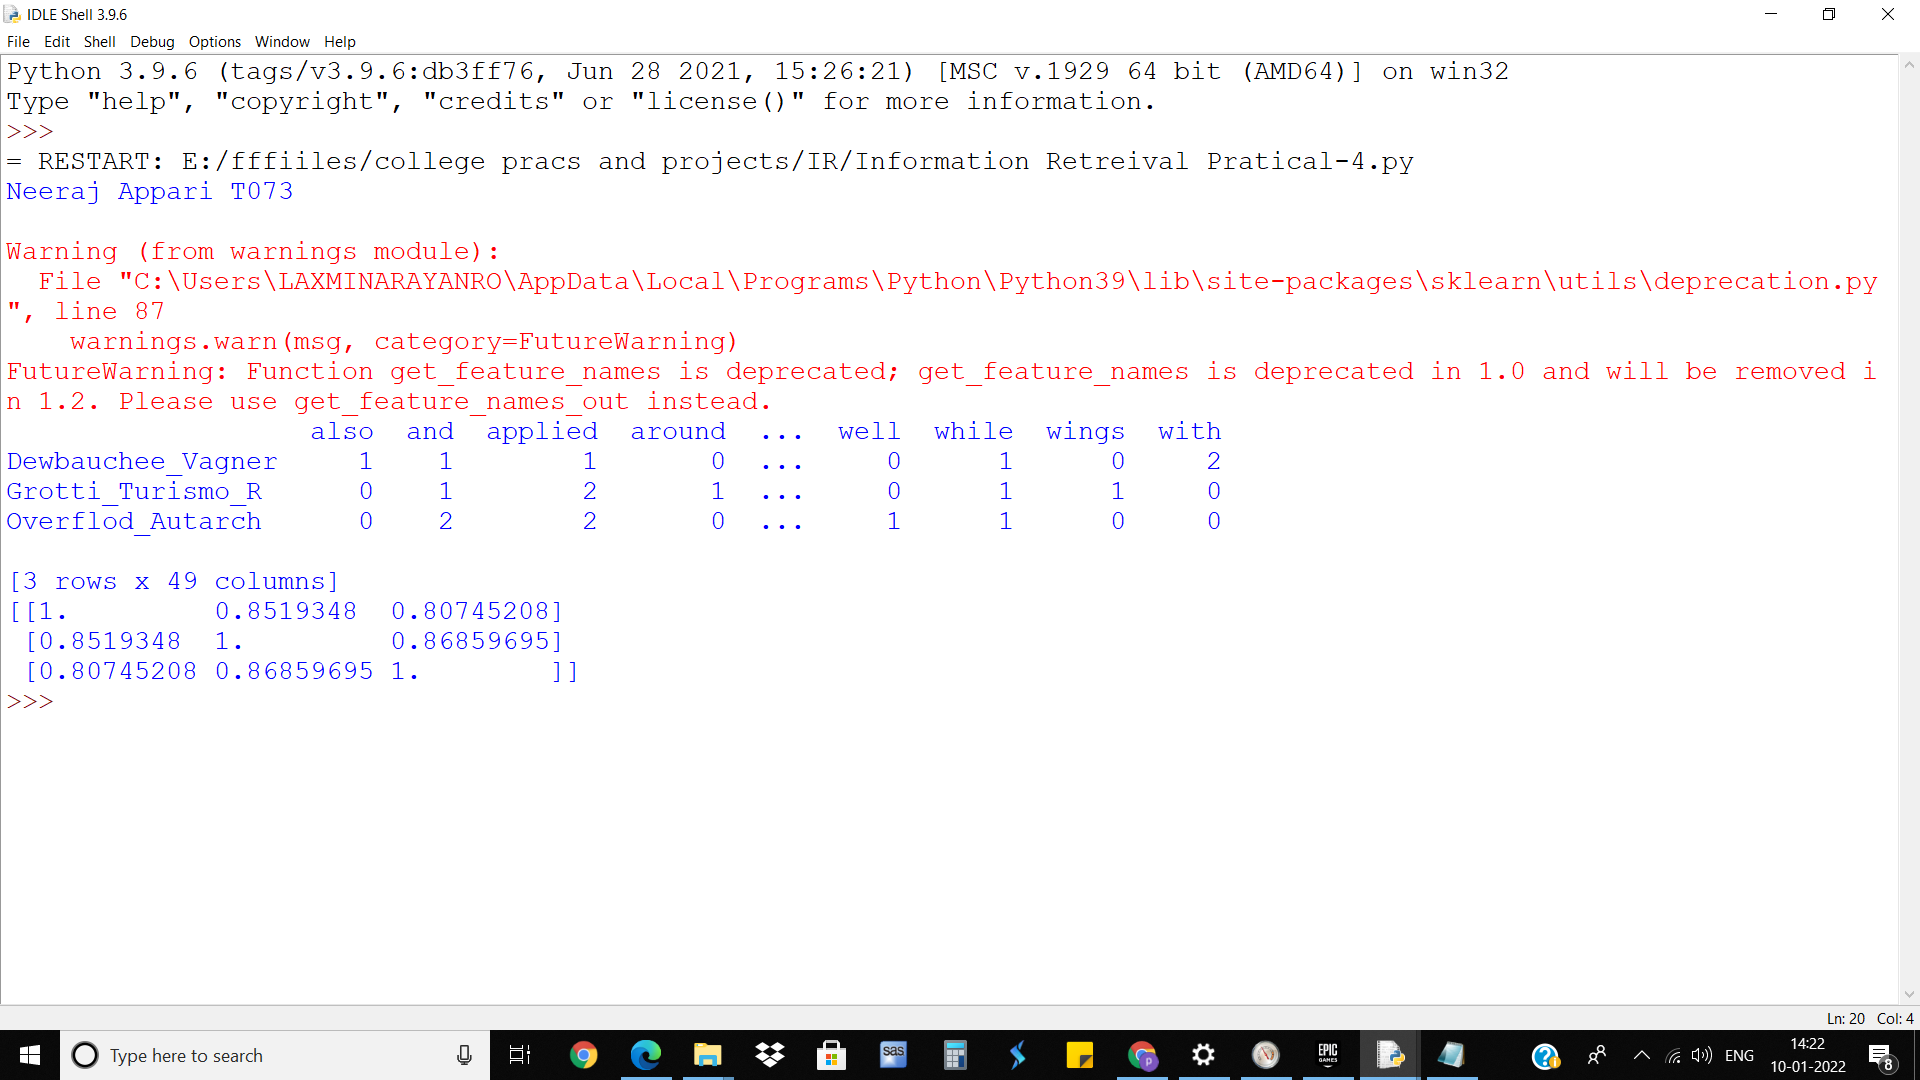 IDLE Shell 3.9.6
File Edit Shell Debug Options Window Help
Python 3.9.6 (tags/v3.9.6:db3ff76, Jun 28 2021, 15:26:21) [MSC v.1929 64 bit (AMD64)] on win32
Type "help", "copyright", "credits" or "license()" for more information.
>>>
= RESTART: E:/fffiiles/college pracs and projects/IR/Information Retreival Pratical-4.py
Neeraj Appari T073
Warning (from warnings module):
  File "C:\Users\LAXMINARAYANRO\AppData\Local\Programs\Python\Python39\lib\site-packages\sklearn\utils\deprecation.py
", line 87
    warnings.warn(msg, category=FutureWarning)
FutureWarning: Function get_feature_names is deprecated; get_feature_names is deprecated in 1.0 and will be removed i
n 1.2. Please use get_feature_names_out instead.
                   also  and  applied  around  ...  well  while  wings  with
Dewbauchee_Vagner     1    1        1       0  ...     0      1      0     2
Grotti_Turismo_R      0    1        2       1  ...     0      1      1     0
Overflod_Autarch      0    2        2       0  ...     1      1      0     0
[3 rows x 49 columns]
[[1.         0.8519348  0.80745208]
 [0.8519348  1.         0.86859695]
 [0.80745208 0.86859695 1.        ]]
>>>
Ln: 20 Col: 4
Type here to search
sas
EPIC
GAMES
ENG
14:22
10-01-2022
8